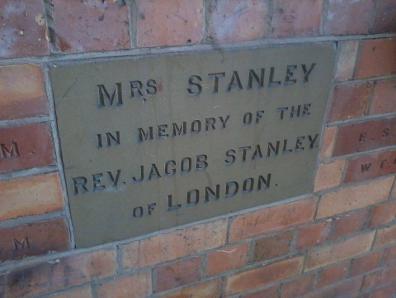 MRS STANLEY
IN MEMORY OF THE
REV. JACOB STANLEY.
OF LONDON.
M
M
E.S.
W.C.